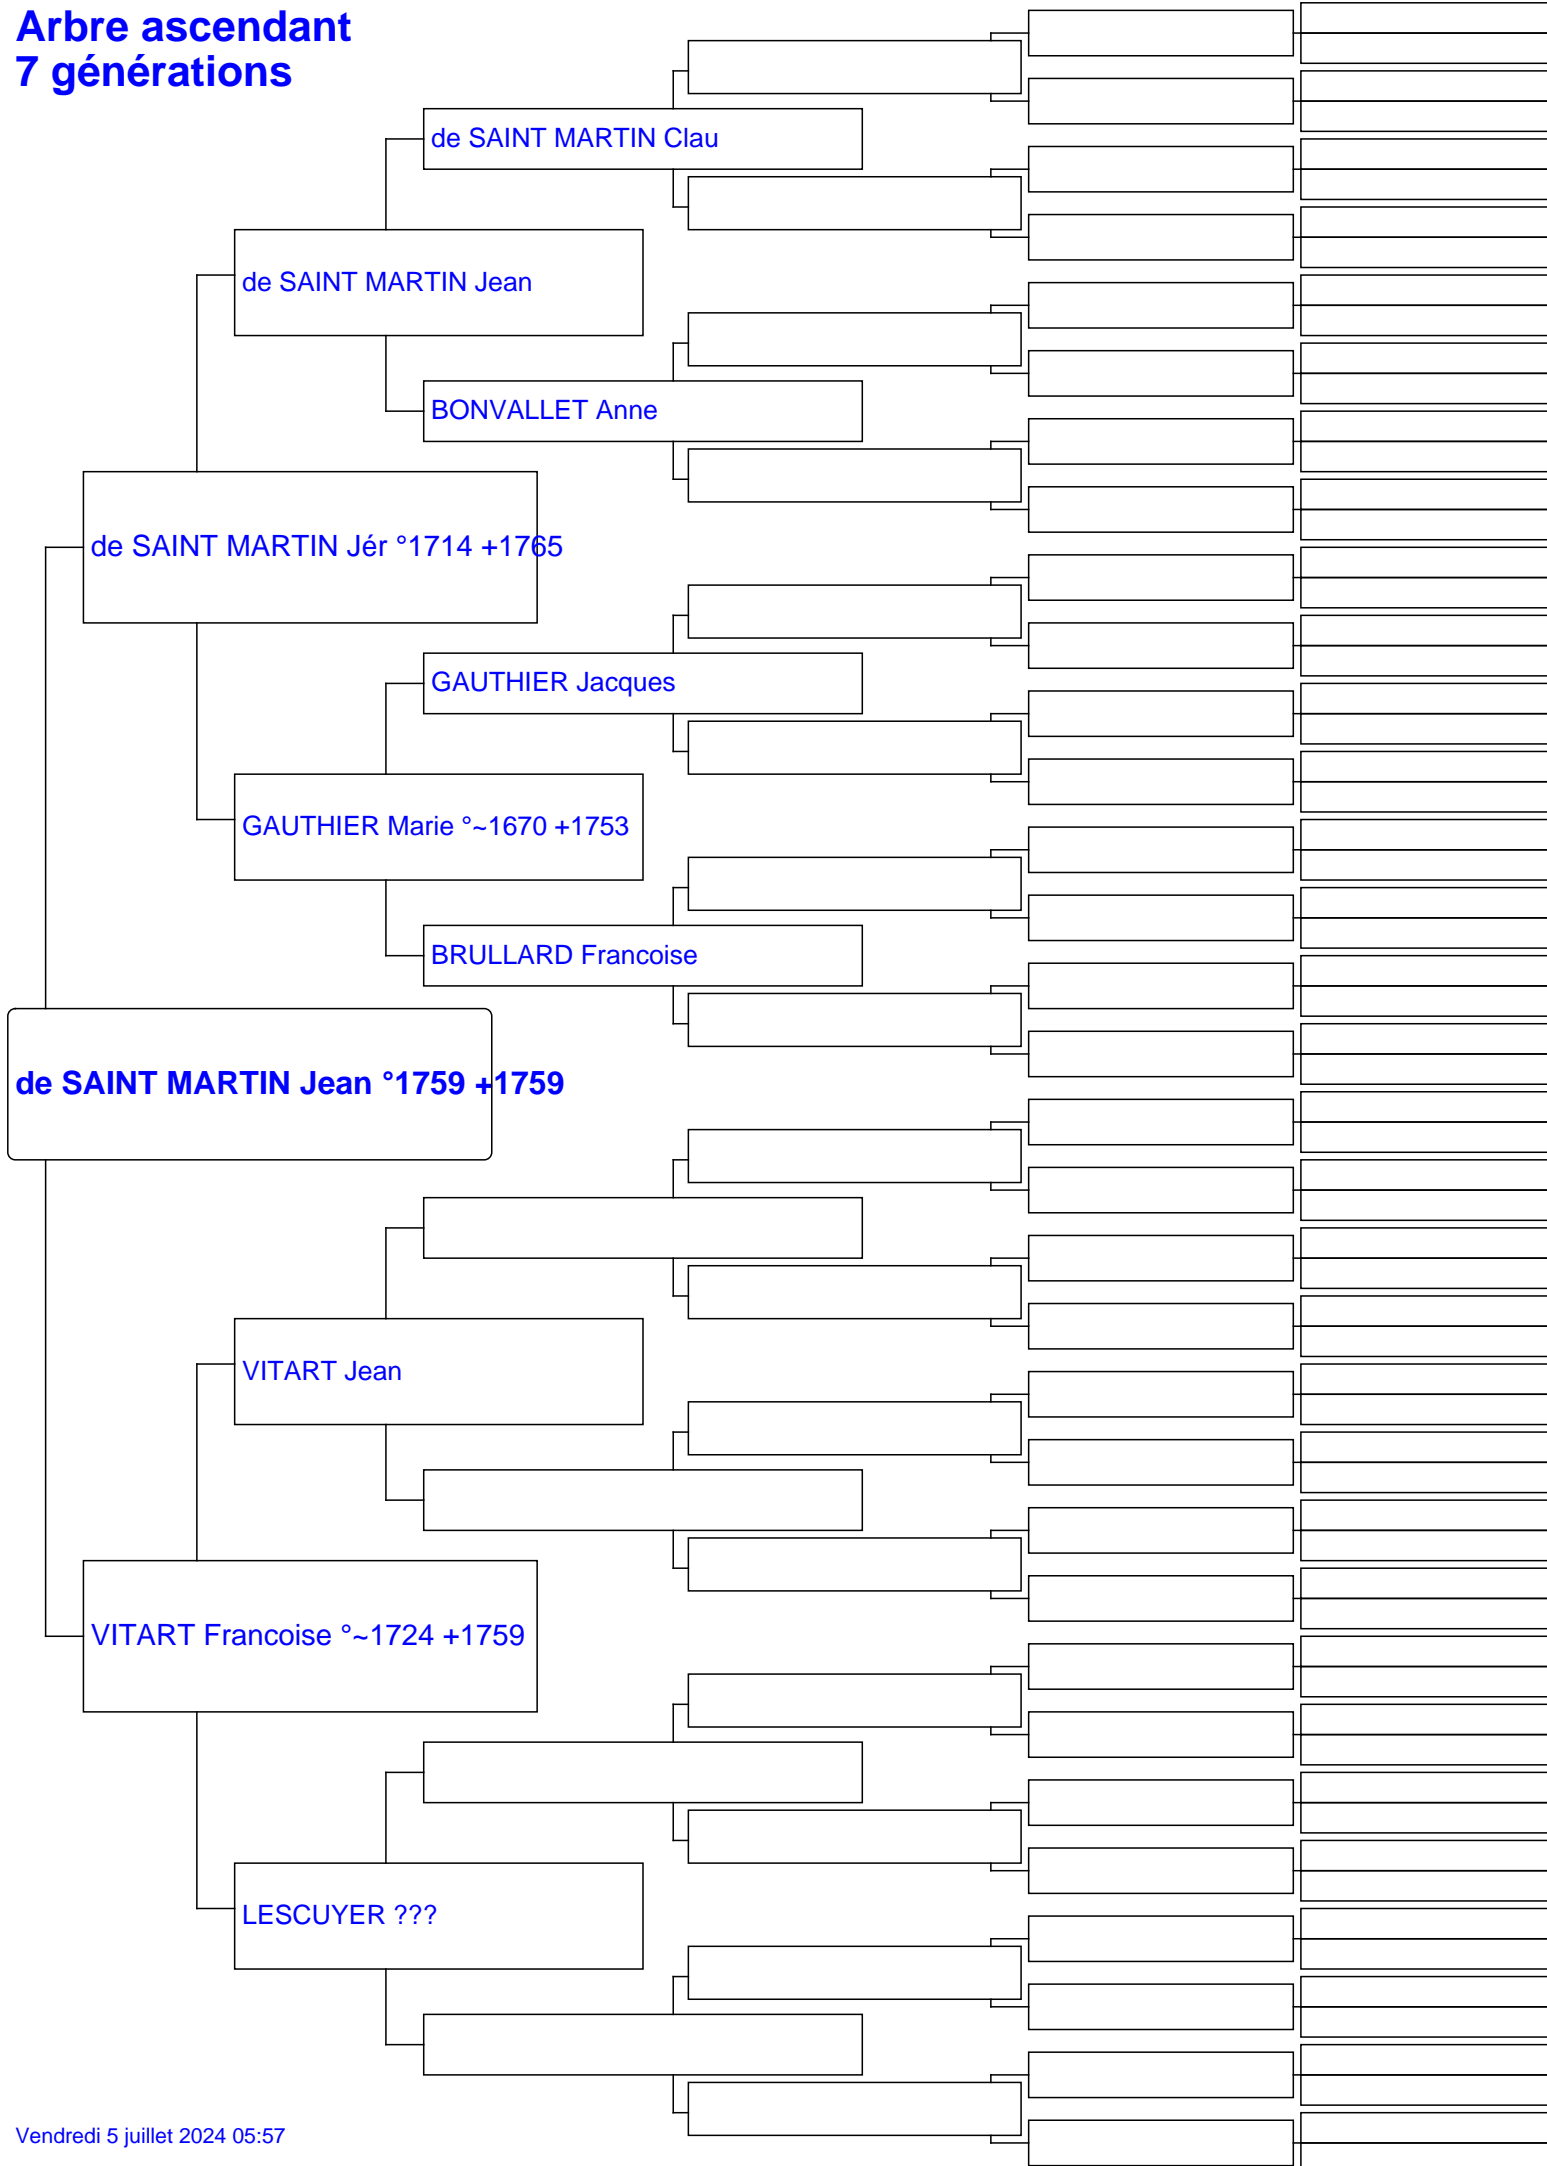 Arbre ascendant
7 générations
de SAINT MARTIN Clau
de SAINT MARTIN Jean
BONVALLET Anne
de SAINT MARTIN Jér °1714 +1765
GAUTHIER Jacques
GAUTHIER Marie °~1670 +1753
BRULLARD Francoise
de SAINT MARTIN Jean °1759 +1759
VITART Jean
VITART Francoise °~1724 +1759
LESCUYER ???
Vendredi 5 juillet 2024 05:57